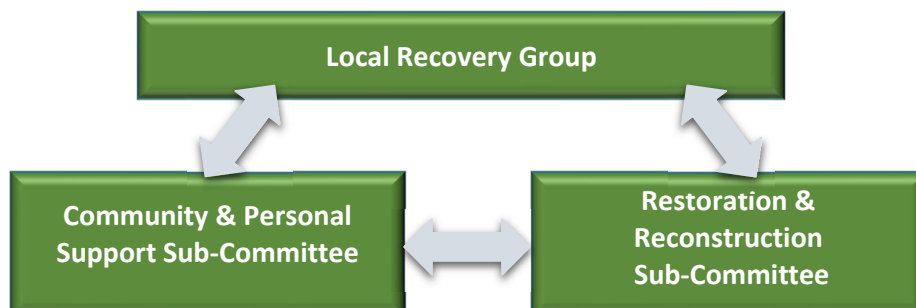 Local Recovery Group
Community & Personal
Support Sub-Committee
Restoration &
Reconstruction
Sub-Committee